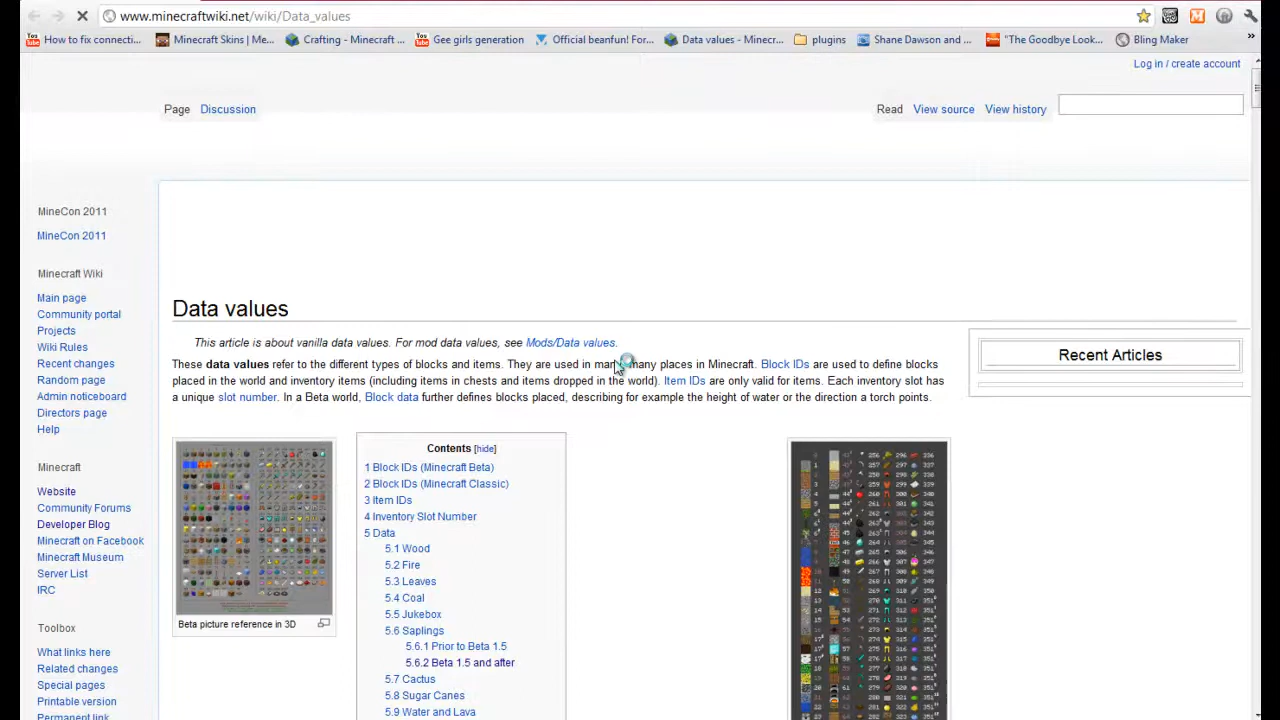 www.minecraftwiki.net/wiki/Data_values
How to fix connecti...
Minecraft Skins | Me...
Crafting - Minecraft ...
Gee girls generation
Official beanfun! For...
Data values - Minecr...
plugins
Shane Dawson and ...
"The Goodbye Look...
Bling Maker
Log in / create account
Page
Discussion
Read
View source
View history
MineCon 2011
MineCon 2011
Minecraft Wiki
Main page
Community portal
Projects
Wiki Rules
Recent changes
Random page
Admin noticeboard
Directors page
Help
Minecraft
Website
Community Forums
Developer Blog
Minecraft on Facebook
Minecraft Museum
Server List
IRC
Toolbox
What links here
Related changes
Special pages
Printable version
Permanent link
Data values
This article is about vanilla data values. For mod data values, see Mods/Data values.
These data values refer to the different types of blocks and items. They are used in many many places in Minecraft. Block IDs are used to define blocks
placed in the world and inventory items (including items in chests and items dropped in the world). Item IDs are only valid for items. Each inventory slot has
a unique slot number. In a Beta world, Block data further defines blocks placed, describing for example the height of water or the direction a torch points.
Recent Articles
Beta picture reference in 3D
Contents [hide]
1 Block IDs (Minecraft Beta)
2 Block IDs (Minecraft Classic)
3 Item IDs
4 Inventory Slot Number
5 Data
5.1 Wood
5.2 Fire
5.3 Leaves
5.4 Coal
5.5 Jukebox
5.6 Saplings
5.6.1 Prior to Beta 1.5
5.6.2 Beta 1.5 and after
5.7 Cactus
5.8 Sugar Canes
5.9 Water and Lava